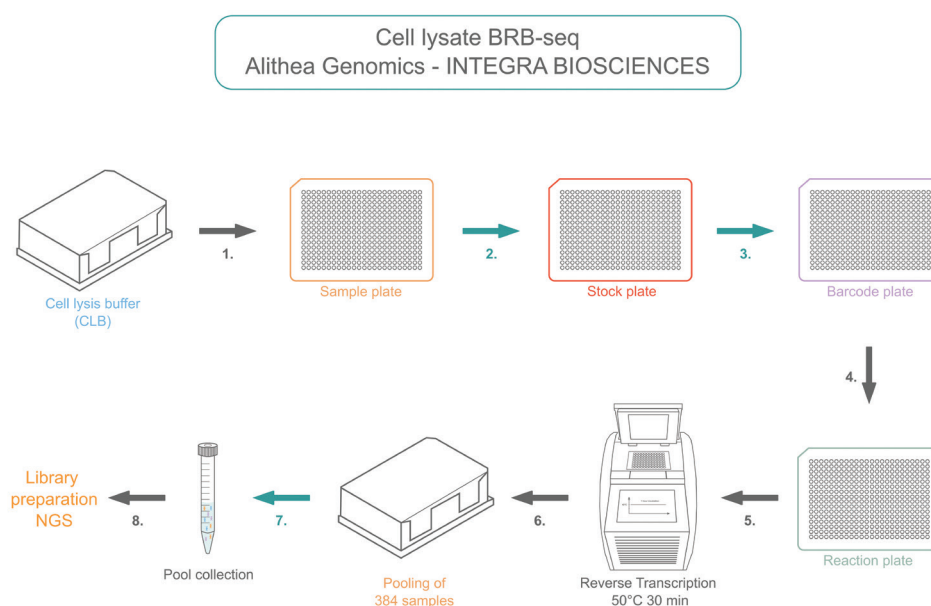 Cell lysate BRB-seq
Alithea Genomics - INTEGRA BIOSCIENCES
1.
2.
3.
Cell lysis buffer
(CLB)
Sample plate
Stock plate
Barcode plate
4.
Library
preparation
NGS
8.
7.
6.
5.
Pool collection
Pooling of
384 samples
Reverse Transcription
50°C 30 min
Reaction plate